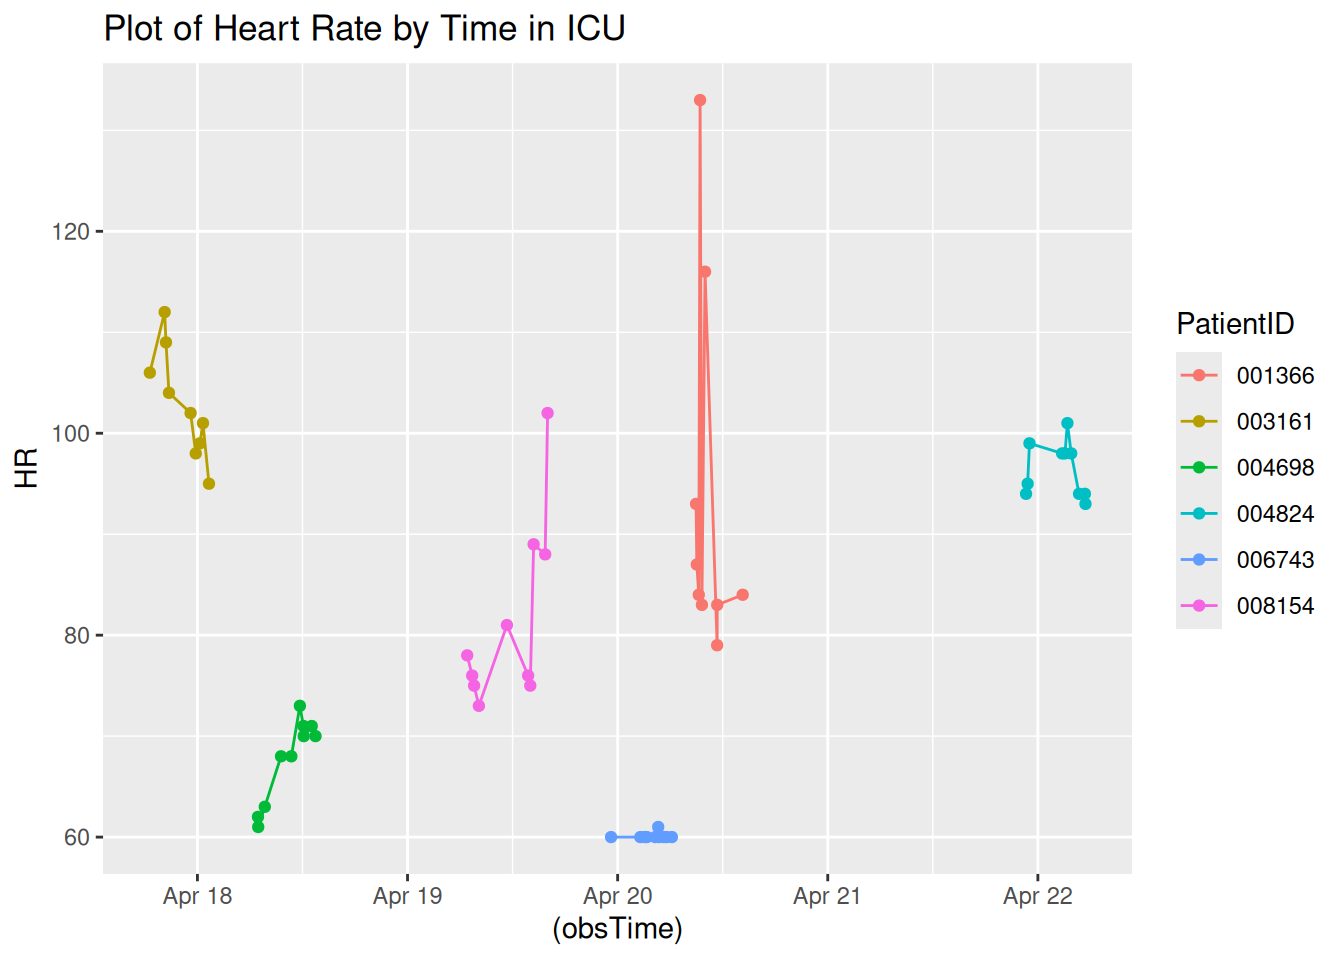 Plot of Heart Rate by Time in ICU
HR
120
100
80
60
Apr 18
Apr 19
Apr 20
Apr 21
Apr 22
(obsTime)
PatientID
001366
003161
004698
004824
006743
008154